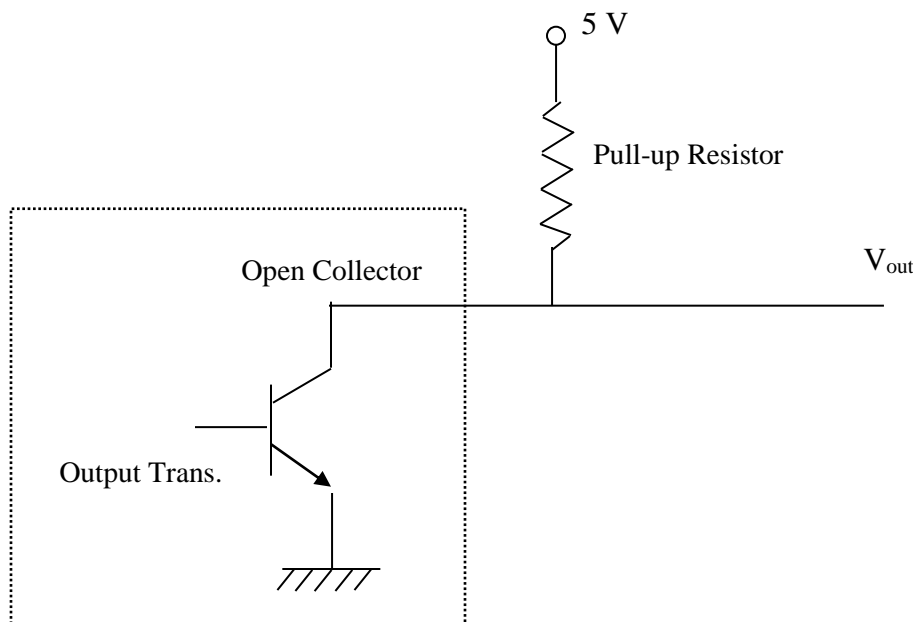 5 V
Pull-up Resistor
Open Collector
Vout
Output Trans.